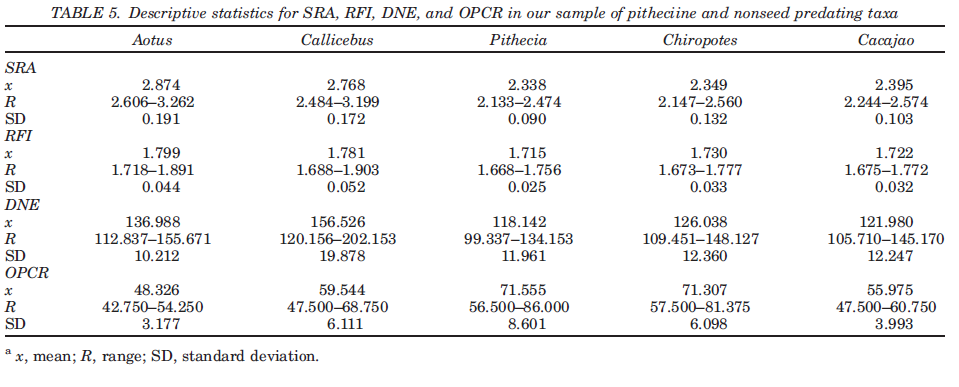 TABLE 5. Descriptive statistics for SRA, RFI, DNE, and OPCR in our sample of pitheciine and nonseed predating taxa
Aotus Callicebus Pithecia Chiropotes Cacajao
SRA
x 2.874 2.768 2.338 2.349 2.395
R 2.606–3.262 2.484–3.199 2.133–2.474 2.147–2.560 2.244–2.574
SD 0.191 0.172 0.090 0.132 0.103
RFI
x 1.799 1.781 1.715 1.730 1.722
R 1.718–1.891 1.688–1.903 1.668–1.756 1.673–1.777 1.675–1.772
SD 0.044 0.052 0.025 0.033 0.032
DNE
x 136.988 156.526 118.142 126.038 121.980
R 112.837–155.671 120.156–202.153 99.337–134.153 109.451–148.127 105.710–145.170
SD 10.212 19.878 11.961 12.360 12.247
OPCR
x 48.326 59.544 71.555 71.307 55.975
R 42.750–54.250 47.500–68.750 56.500–86.000 57.500–81.375 47.500–60.750
SD 3.177 6.111 8.601 6.098 3.993
a x, mean; R, range; SD, standard deviation.